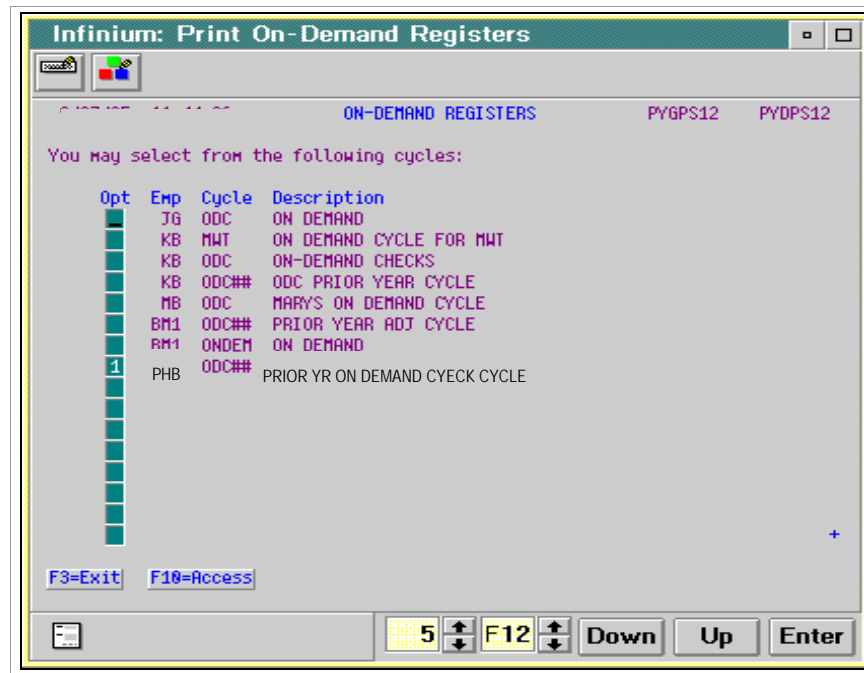 Infinium: Print On-Demand Registers
ON-DEMAND REGISTERS PYGPS12 PYDPS12
You may select from the following cycles:
Opt Emp Cycle Description
JG ODC ON DEMAND
KB MWT ON DEMAND CYCLE FOR MWT
KB ODC ON-DEMAND CHECKS
KB ODC## ODC PRIOR YEAR CYCLE
MB ODC MARYS ON DEMAND CYCLE
BM1 ODC## PRIOR YEAR ADJ CYCLE
BM1 ONDEM ON DEMAND
1 PHB ODC## PRIOR YR ON DEMAND CYECK CYCLE
+
F3=Exit F10=Access
5 F12 Down Up Enter